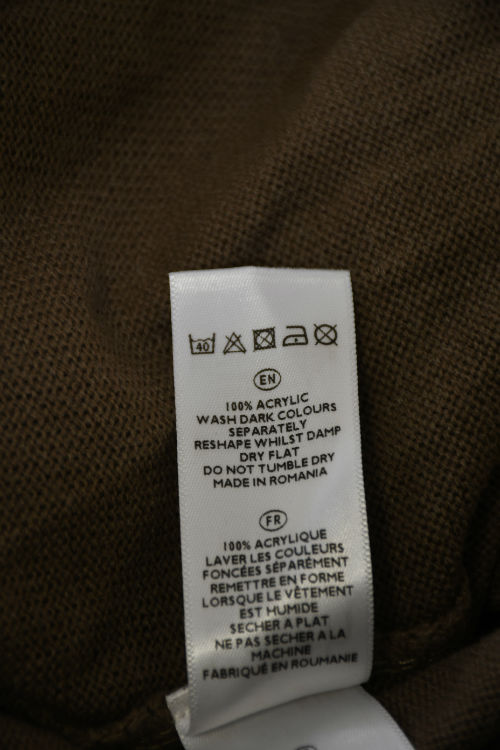 40
EN
100% ACRYLIC
WASH DARK COLOURS
SEPARATELY
RESHAPE WHILST DAMP
DRY FLAT
DO NOT TUMBLE DRY
MADE IN ROMANIA
FR
100% ACRYLIQUE
LAVER LES COULEURS
FONCÉES SÉPARÉMENT
REMETTRE EN FORME
LORSQUE LE VÊTEMENT
EST HUMIDE
SECHER A PLAT
NE PAS SECHER A LA
MACHINE
FABRIQUÉ EN ROUMANIE